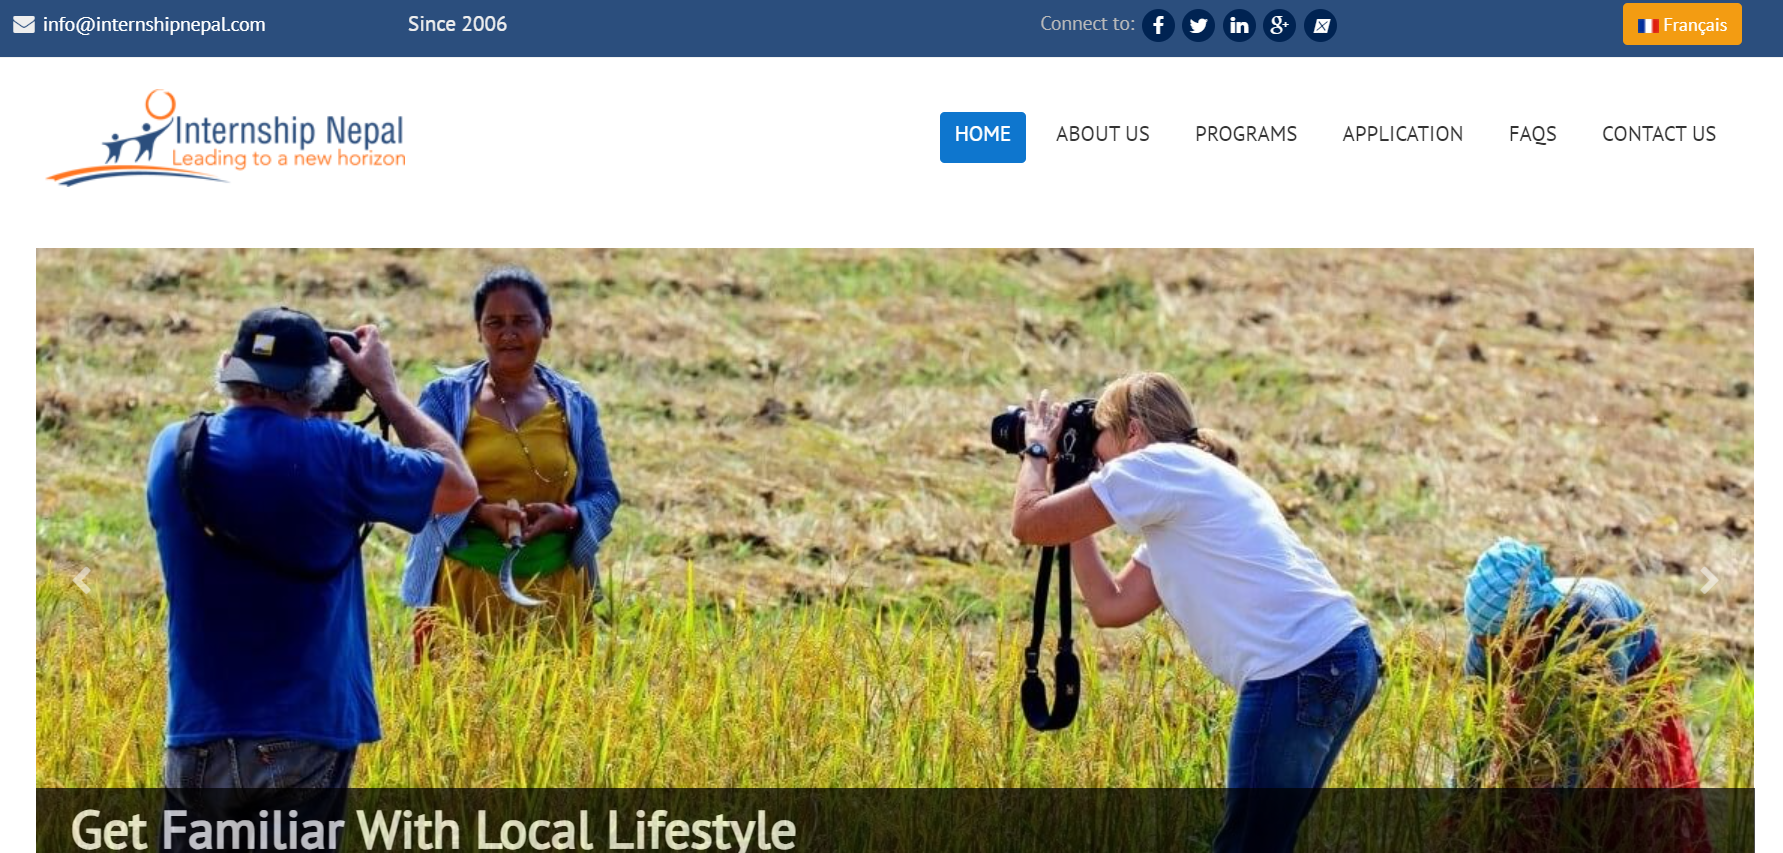 info@internshipnepal.com
Since 2006
Connect to:
Français
Internship Nepal
Leading to a new horizon
HOME
ABOUT US
PROGRAMS
APPLICATION
FAQS
CONTACT US
Get Familiar With Local Lifestyle